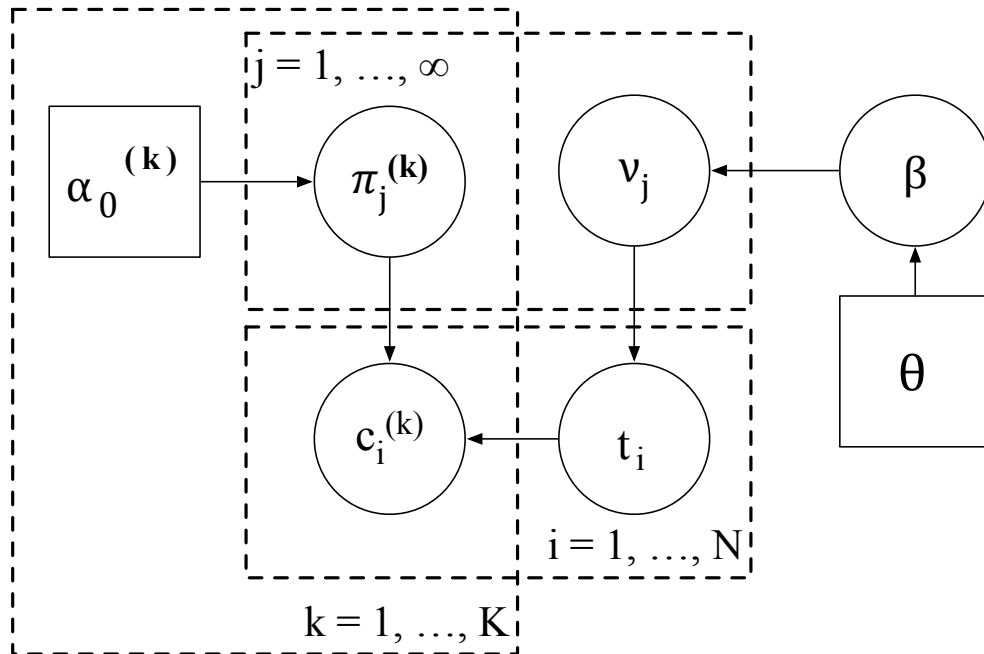 j = 1, …, ∞
α₀⁽ᵏ⁾
πⱼ⁽ᵏ⁾
νⱼ
β
θ
cᵢ⁽ᵏ⁾
tᵢ
i = 1, …, N
k = 1, …, K